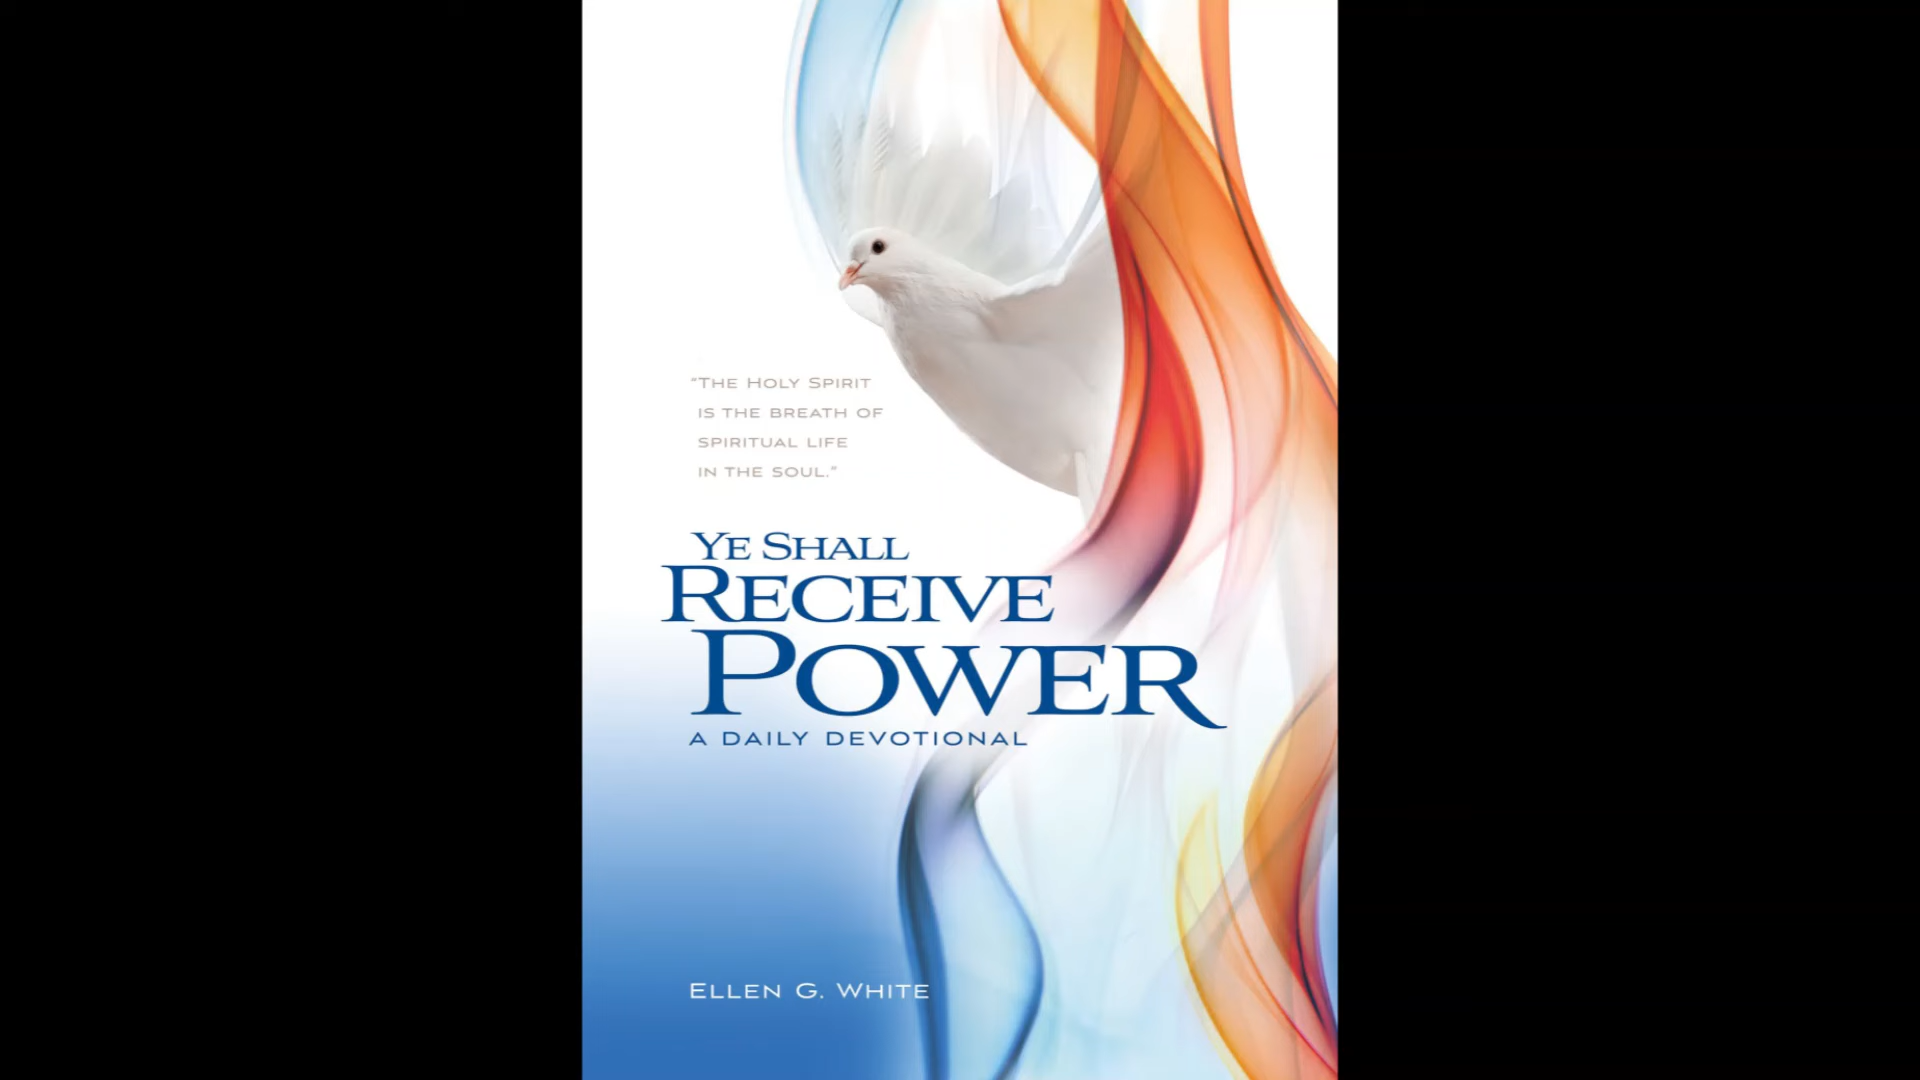 “The Holy Spirit
is the breath of
spiritual life
in the soul.”
Ye Shall
Receive
Power
A Daily Devotional
Ellen G. White